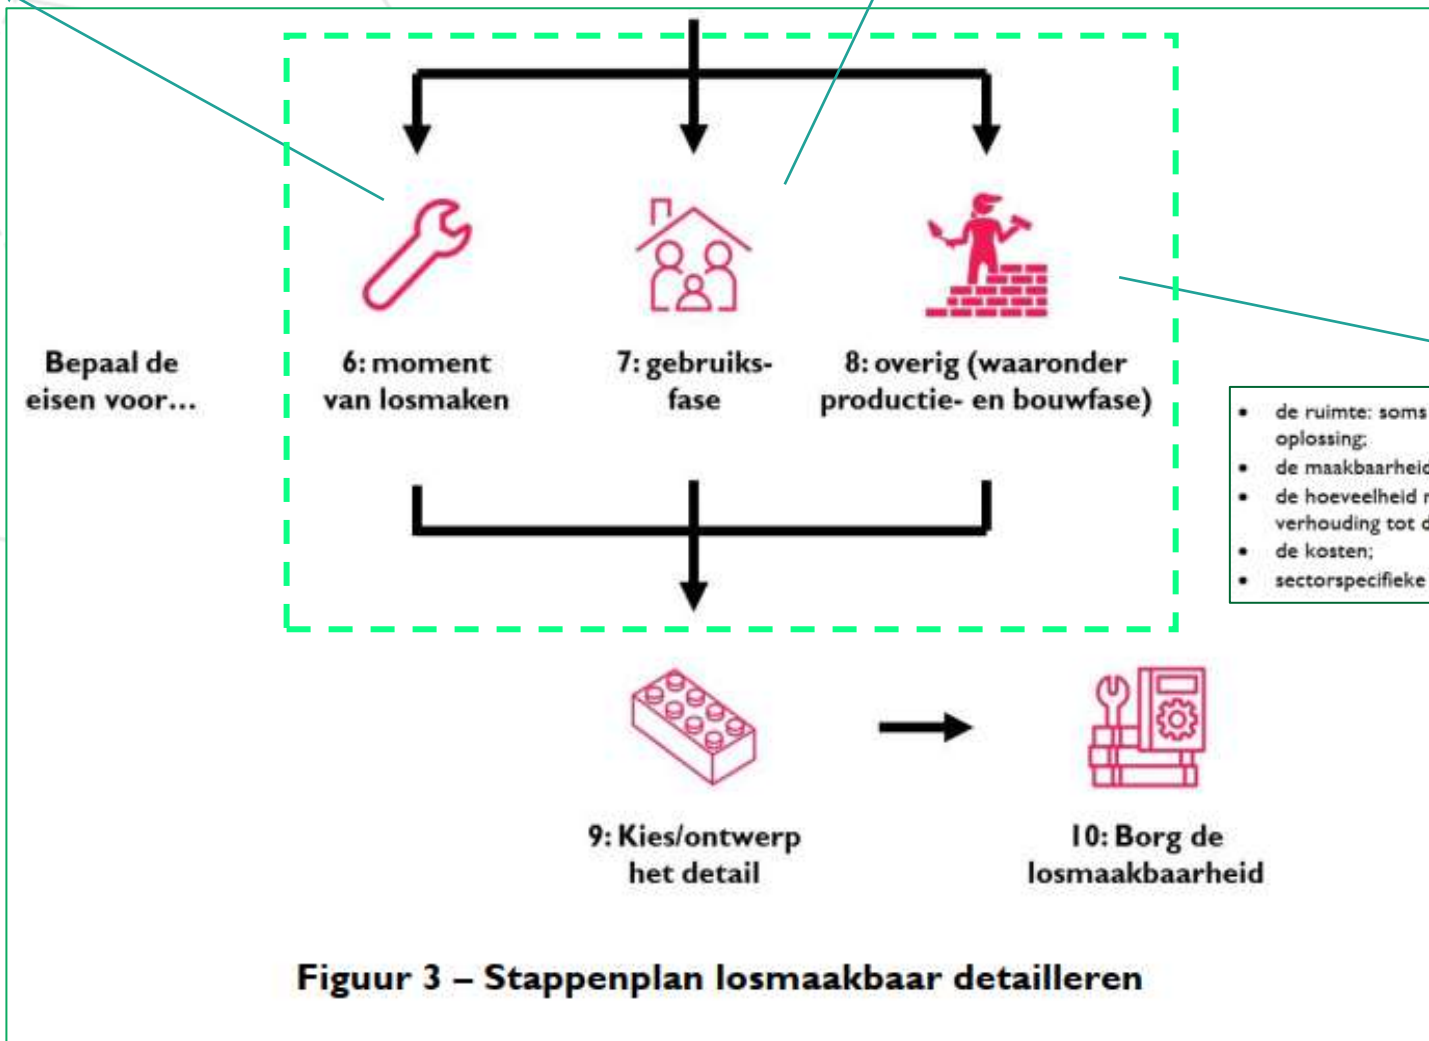 Bepaal de
eisen voor...
6: moment
van losmaken
7: gebruiks-
fase
8: overig (waaronder
productie- en bouwfase)
• de ruimte: soms
oplossing;
• de maakbaarheid
• de hoeveelheid
verhouding tot
• de kosten;
• sectorspecifieke
9: Kies/ontwerp
het detail
10: Borg de
losmaakbaarheid
Figuur 3 – Stappenplan losmaakbaar detailleren